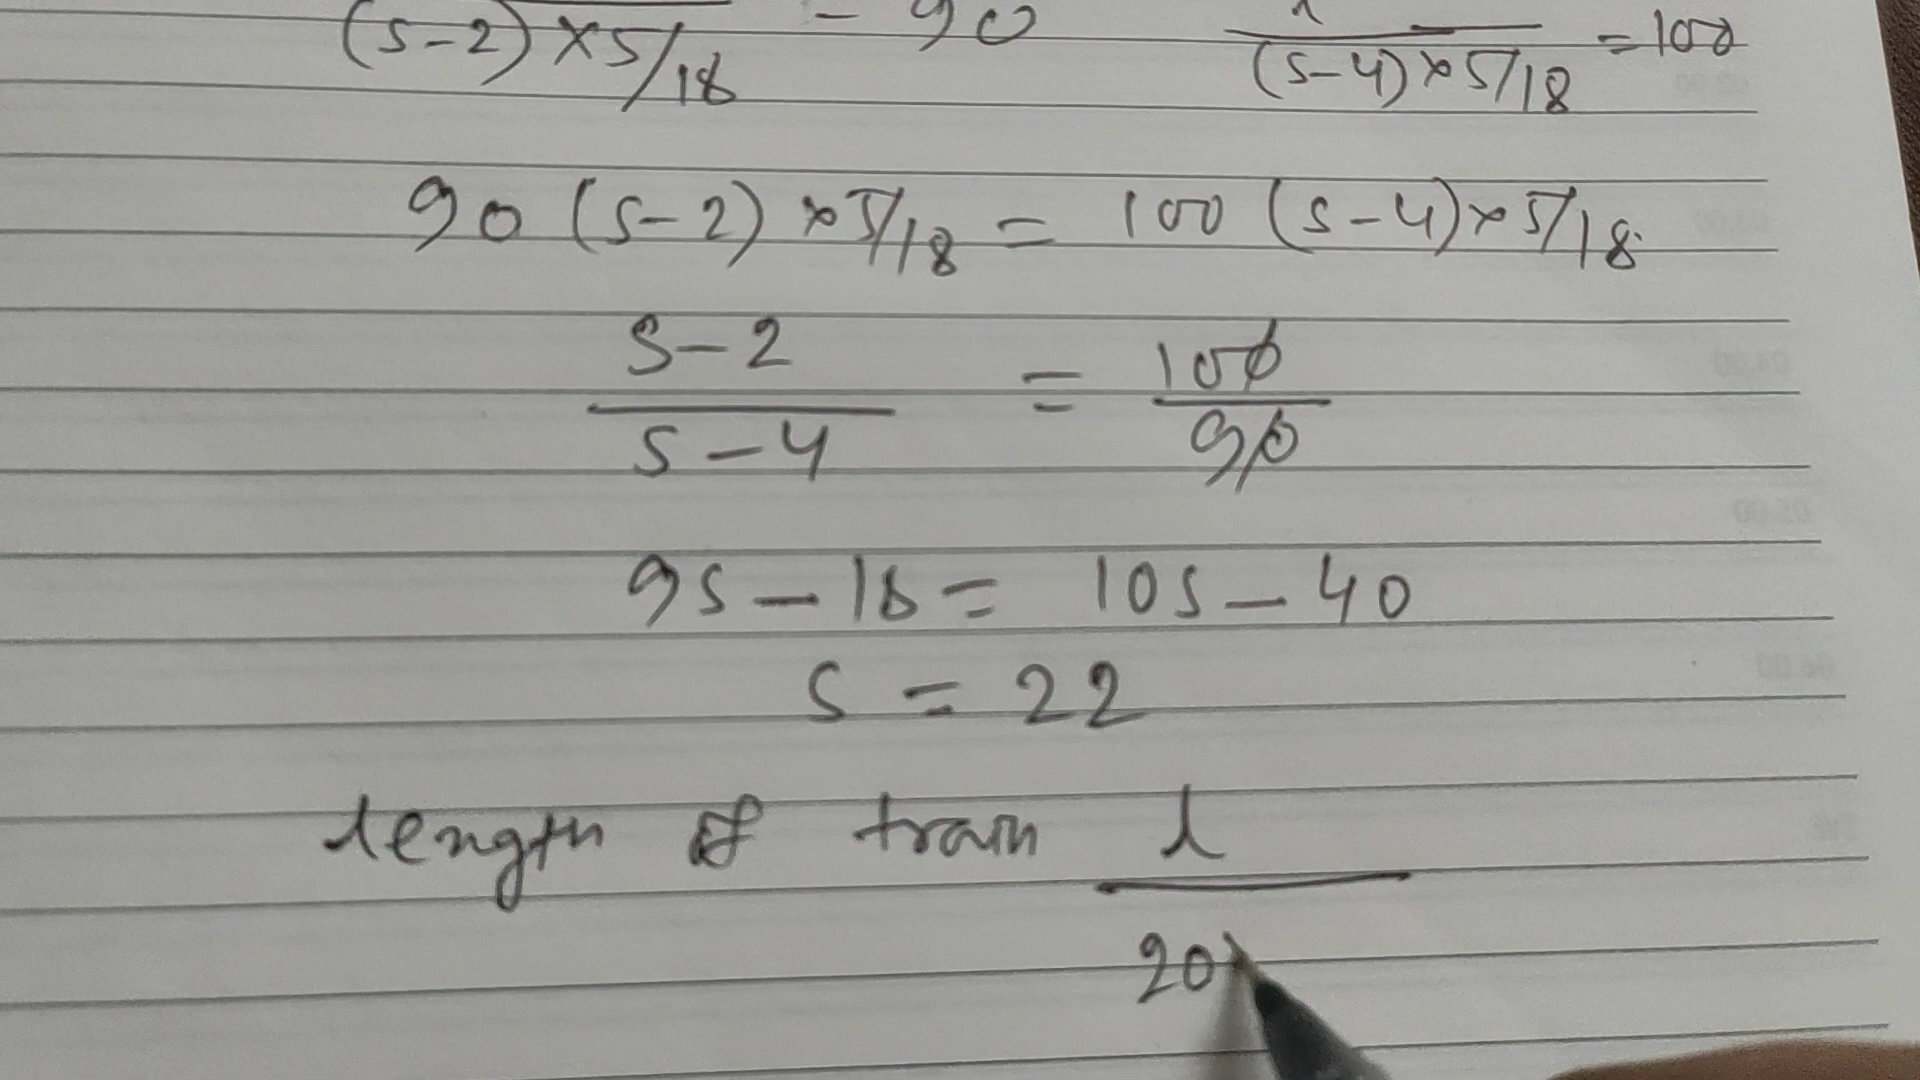 (s-2)×5/18 = 90 (s-4)×5/18 = 100
90 (s-2) ×5/18 = 100 (s-4)×5/18
s-2 = 100
s-4 90
9s - 18 = 10s - 40
s = 22
length of train l
20×